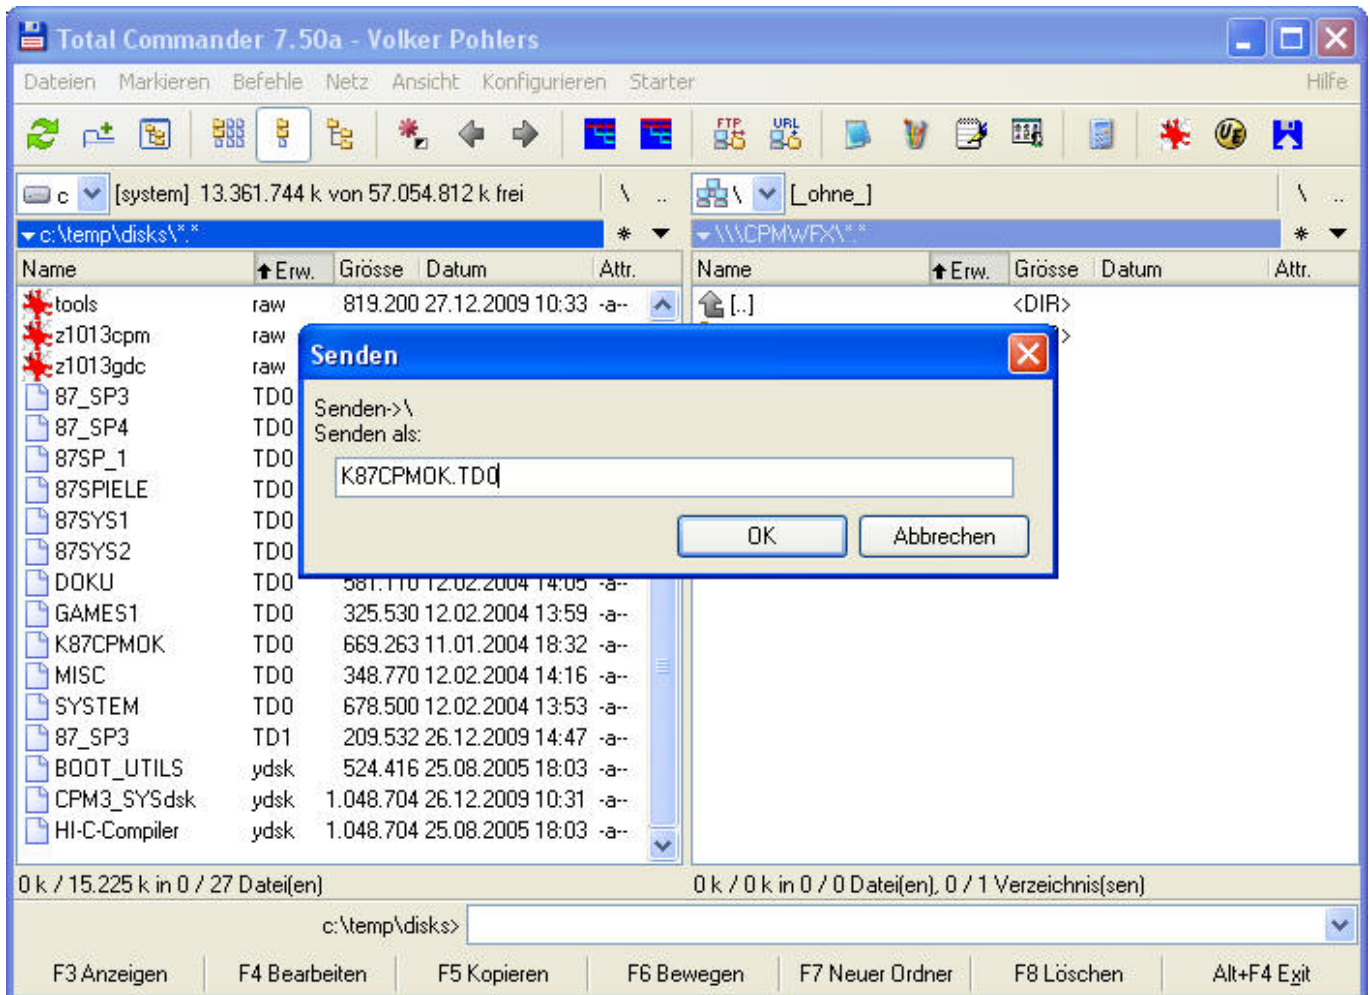 Total Commander 7.50a - Volker Pohlers
Dateien Markieren Befehle Netz Ansicht Konfigurieren Starter Hilfe
FTP URL UE
c [system] 13.361.744 k von 57.054.812 k frei \ .. \ [_ohne_] \ ..
c:\temp\disks\*.* * \\\CPMWFX\*.* *
Name Erw. Grösse Datum Attr. Name Erw. Grösse Datum Attr.
tools raw 819.200 27.12.2009 10:33 -a-- [..] <DIR>
z1013cpm raw >
z1013gdc raw
87_SP3 TD0
87_SP4 TD0
87SP_1 TD0
87SPIELE TD0
87SYS1 TD0
87SYS2 TD0
Senden
Senden->\
Senden als:
K87CPMOK.TD0
OK Abbrechen
DOKU TD0 581.110 12.02.2004 14:05 -a--
GAMES1 TD0 325.530 12.02.2004 13:59 -a--
K87CPMOK TD0 669.263 11.01.2004 18:32 -a--
MISC TD0 348.770 12.02.2004 14:16 -a--
SYSTEM TD0 678.500 12.02.2004 13:53 -a--
87_SP3 TD1 209.532 26.12.2009 14:47 -a--
BOOT_UTILS ydsk 524.416 25.08.2005 18:03 -a--
CPM3_SYSdsk ydsk 1.048.704 26.12.2009 10:31 -a--
HI-C-Compiler ydsk 1.048.704 25.08.2005 18:03 -a--
0 k / 15.225 k in 0 / 27 Datei(en) 0 k / 0 k in 0 / 0 Datei(en), 0 / 1 Verzeichnis(sen)
c:\temp\disks>
F3 Anzeigen F4 Bearbeiten F5 Kopieren F6 Bewegen F7 Neuer Ordner F8 Löschen Alt+F4 Exit